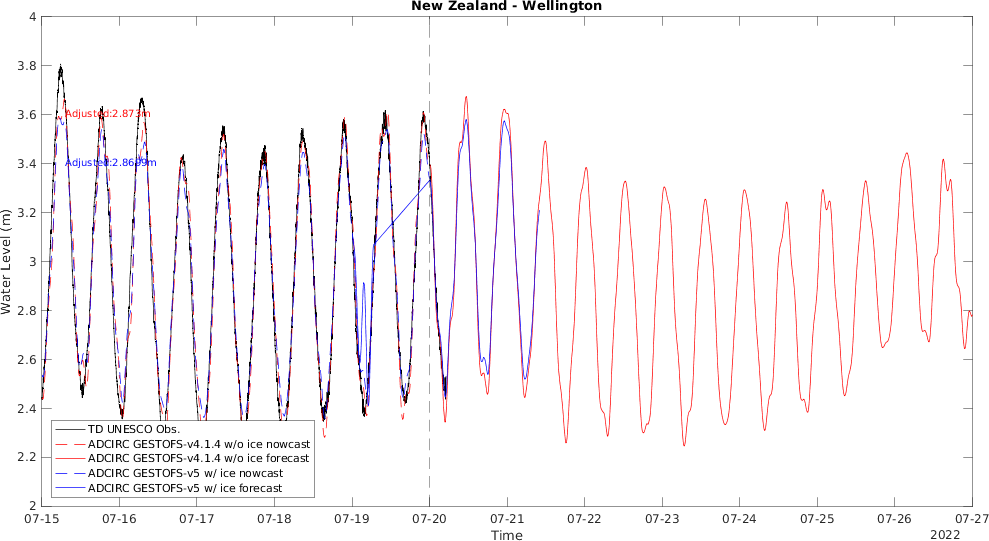 New Zealand - Wellington
4
3.8
3.6
3.4
3.2
3
2.8
2.6
2.4
2.2
2
Water Level (m)
Adjusted:2.873m
Adjusted:2.8689m
TD UNESCO Obs.
ADCIRC GESTOFS-v4.1.4 w/o ice nowcast
ADCIRC GESTOFS-v4.1.4 w/o ice forecast
ADCIRC GESTOFS-v5 w/ ice nowcast
ADCIRC GESTOFS-v5 w/ ice forecast
07-15 07-16 07-17 07-18 07-19 07-20 07-21 07-22 07-23 07-24 07-25 07-26 07-27
Time
2022